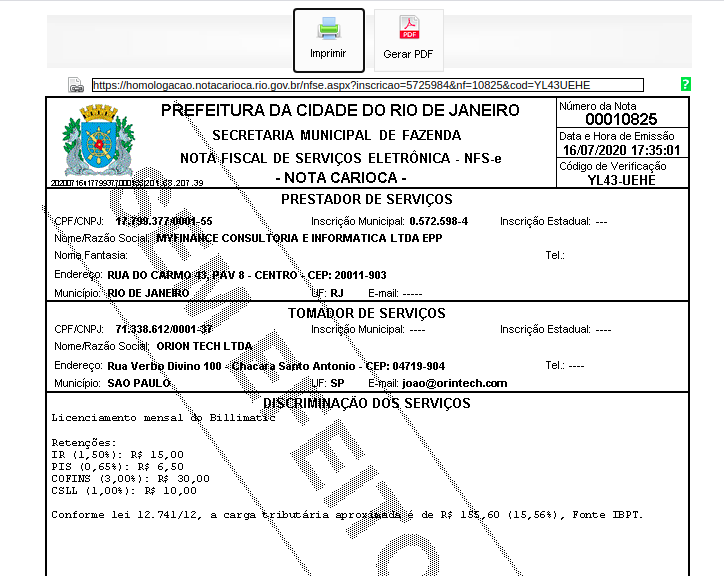 Imprimir
Gerar PDF
https://homologacao.notacarioca.rio.gov.br/nfse.aspx?inscricao=5725984&nf=10825&cod=YL43UEHE
?
PREFEITURA DA CIDADE DO RIO DE JANEIRO
SECRETARIA MUNICIPAL DE FAZENDA
NOTA FISCAL DE SERVIÇOS ELETRÔNICA - NFS-e
- NOTA CARIOCA -
Número da Nota
00010825
Data e Hora de Emissão
16/07/2020 17:35:01
Código de Verificação
YL43-UEHE
PRESTADOR DE SERVIÇOS
CPF/CNPJ: 17.799.377/0001-55 Inscrição Municipal: 0.572.598-4 Inscrição Estadual: ---
Nome/Razão Social: MYFINANCE CONSULTORIA E INFORMATICA LTDA EPP
Nome Fantasia: Tel.:
Endereço: RUA DO CARMO 43, PAV 8 - CENTRO - CEP: 20011-903
Município: RIO DE JANEIRO UF: RJ E-mail: -----
TOMADOR DE SERVIÇOS
CPF/CNPJ: 71.338.612/0001-37 Inscrição Municipal: ---- Inscrição Estadual: ----
Nome/Razão Social: ORION TECH LTDA
Endereço: Rua Verbo Divino 100 - Chacara Santo Antonio - CEP: 04719-904 Tel.: ----
Município: SAO PAULO UF: SP E-mail: joao@orintech.com
DISCRIMINAÇÃO DOS SERVIÇOS
Licenciamento mensal do Billimatic
Retenções:
IR (1,50%): R$ 15,00
PIS (0,65%): R$ 6,50
COFINS (3,00%): R$ 30,00
CSLL (1,00%): R$ 10,00
Conforme lei 12.741/12, a carga tributária aproximada é de R$ 155,60 (15,56%), Fonte IBPT.
SEM EFEITO